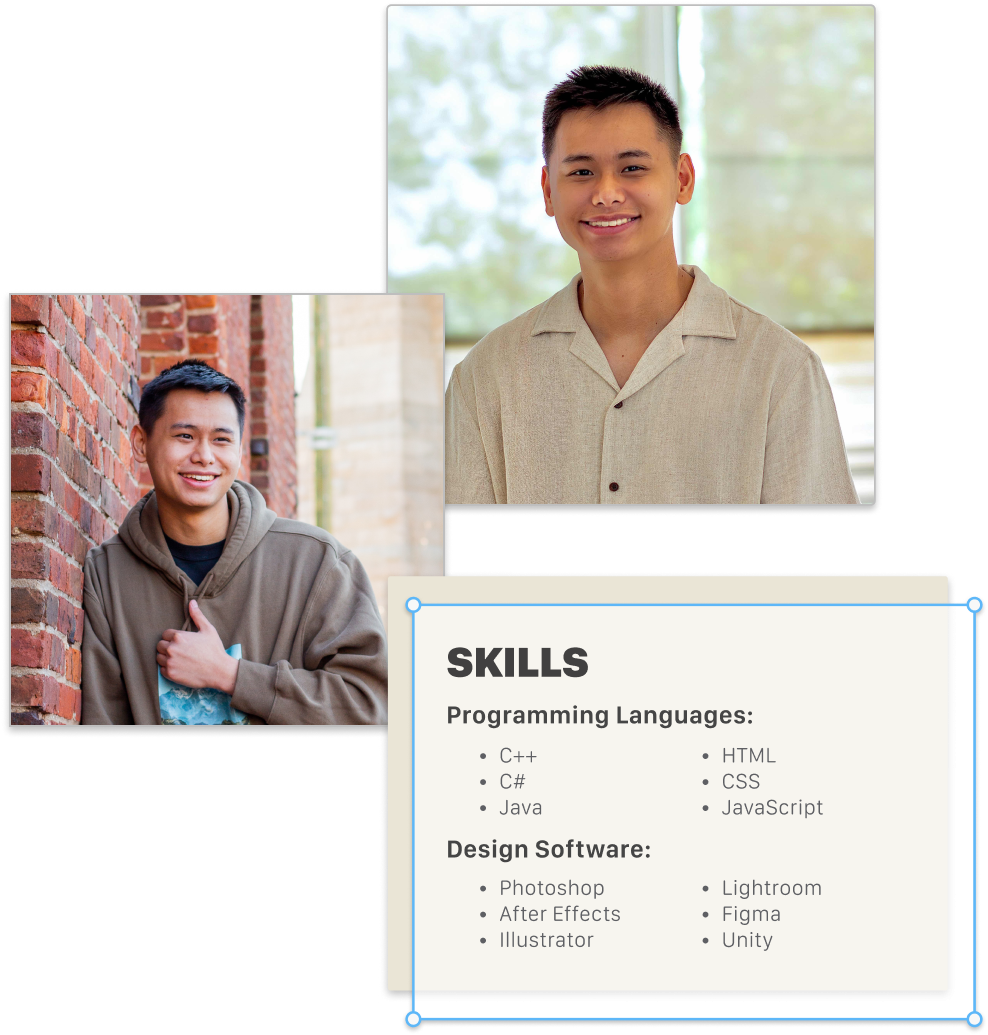 SKILLS
Programming Languages:
• C++
• C#
• Java
• HTML
• CSS
• JavaScript
Design Software:
• Photoshop
• After Effects
• Illustrator
• Lightroom
• Figma
• Unity